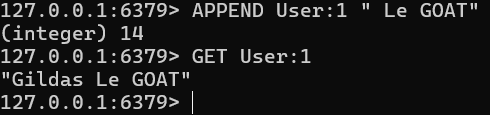 127.0.0.1:6379> APPEND User:1 " Le GOAT"
(integer) 14
127.0.0.1:6379> GET User:1
"Gildas Le GOAT"
127.0.0.1:6379>